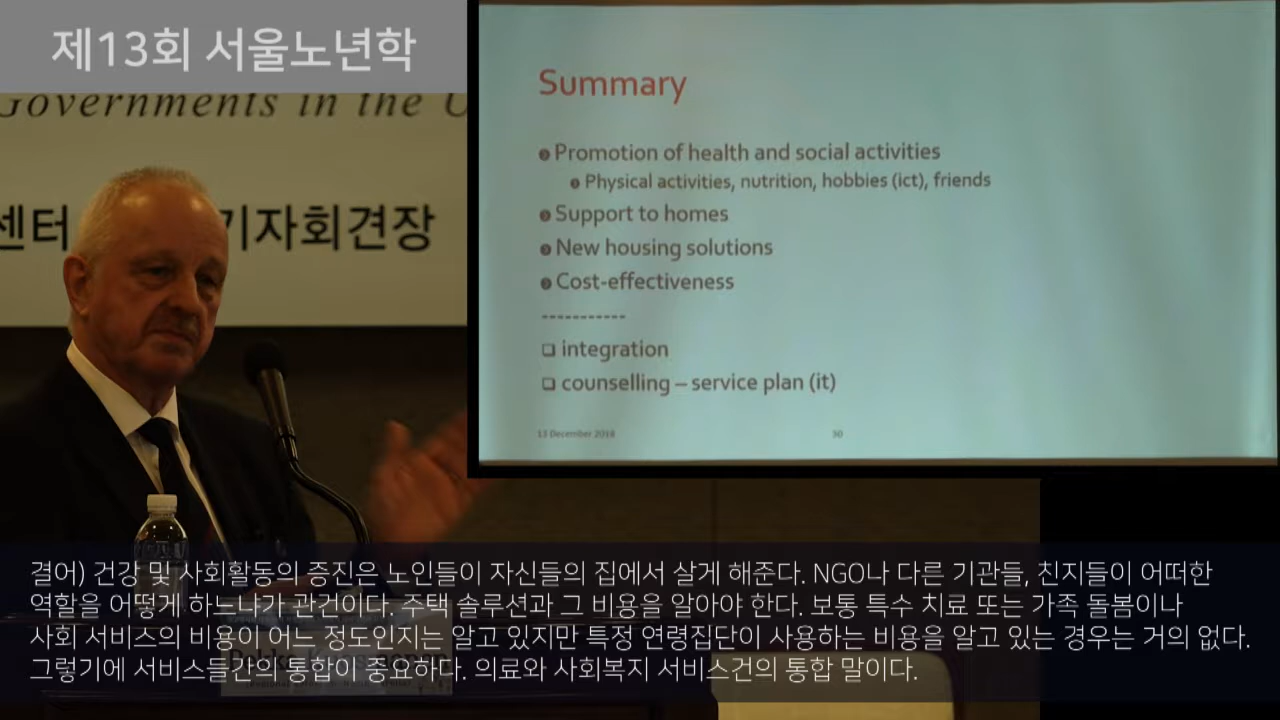 제13회 서울노년학
Governments in the U
센터
기자회견장
Summary
Promotion of health and social activities
Physical activities, nutrition, hobbies (ict), friends
Support to homes
New housing solutions
Cost-effectiveness
-----------
integration
counselling – service plan (it)
13 December 2018 30
결어) 건강 및 사회활동의 증진은 노인들이 자신들의 집에서 살게 해준다. NGO나 다른 기관들, 친지들이 어떠한
역할을 어떻게 하느냐가 관건이다. 주택 솔루션과 그 비용을 알아야 한다. 보통 특수 치료 또는 가족 돌봄이나
사회 서비스의 비용이 어느 정도인지는 알고 있지만 특정 연령집단이 사용하는 비용을 알고 있는 경우는 거의 없다.
그렇기에 서비스들간의 통합이 중요하다. 의료와 사회복지 서비스건의 통합 말이다.